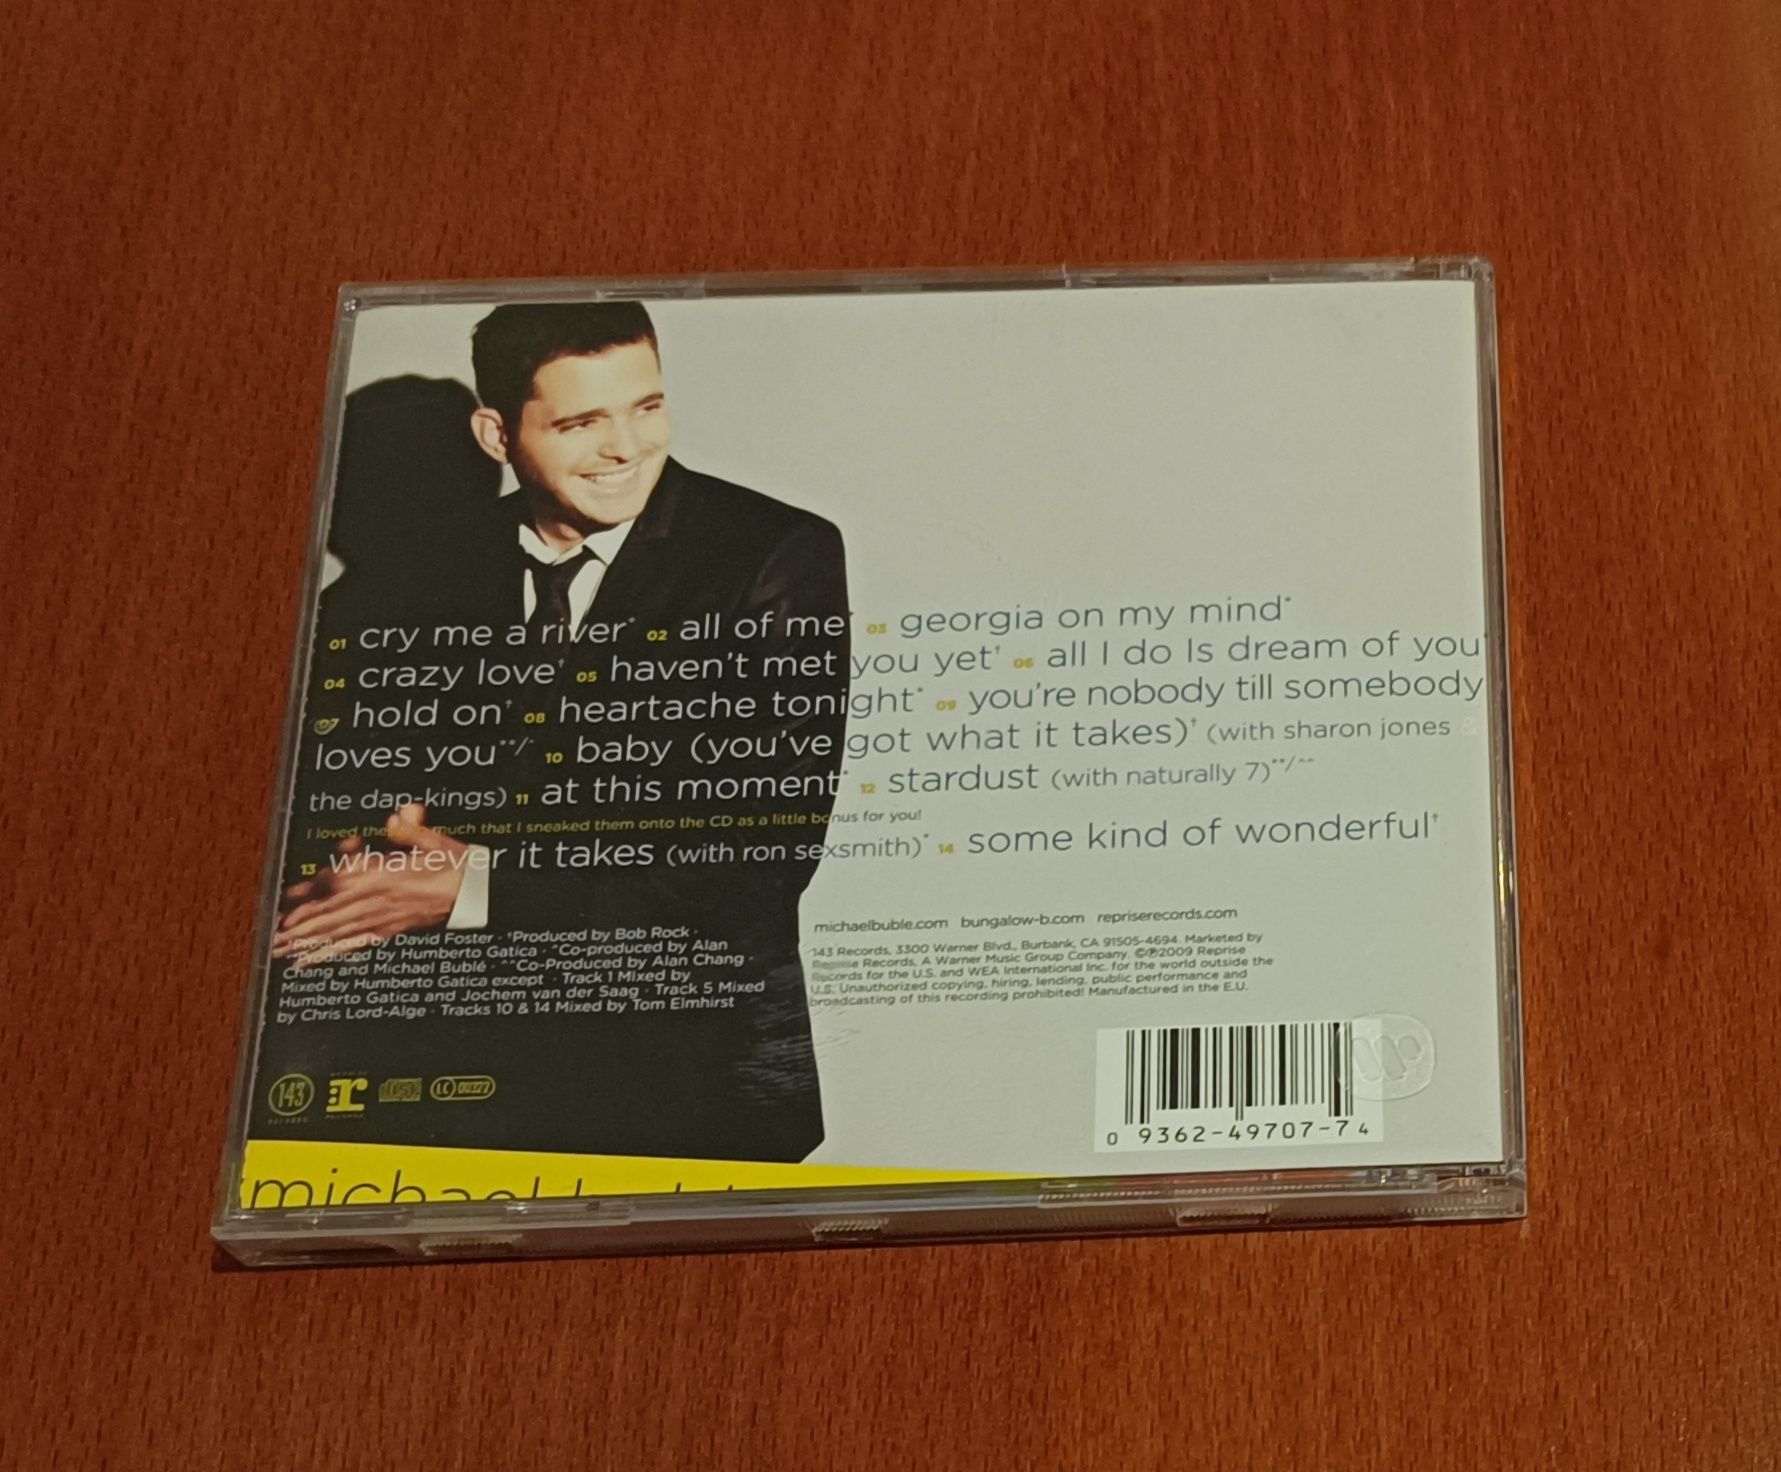 01 cry me a river* 02 all of me* 03 georgia on my mind*
04 crazy love† 05 haven't met you yet† 06 all I do Is dream of you*
07 hold on† 08 heartache tonight* 09 you're nobody till somebody
loves you**/^ 10 baby (you've got what it takes)† (with sharon jones &
the dap-kings) 11 at this moment* 12 stardust (with naturally 7)**/^^
I loved much that I sneaked them onto the CD as a little bonus for you!
13 whatever it takes (with ron sexsmith)* 14 some kind of wonderful†
*Produced by David Foster · †Produced by Bob Rock ·
**Produced by Humberto Gatica · ^Co-produced by Alan
Chang and Michael Bublé · ^^Co-Produced by Alan Chang ·
Mixed by Humberto Gatica except · Track 1 Mixed by
Humberto Gatica and Jochem van der Saag · Track 5 Mixed
by Chris Lord-Alge · Tracks 10 & 14 Mixed by Tom Elmhirst
michaelbuble.com bungalow-b.com repriserecords.com
143 Records, 3300 Warner Blvd., Burbank, CA 91505-4694. Marketed by
Reprise Records, A Warner Music Group Company. ©℗2009 Reprise
Records for the U.S. and WEA International Inc. for the world outside the
U.S. Unauthorized copying, hiring, lending, public performance and
broadcasting of this recording prohibited! Manufactured in the E.U.
143 RECORDS r LC 00322
0 9362-49707-7 4
michael